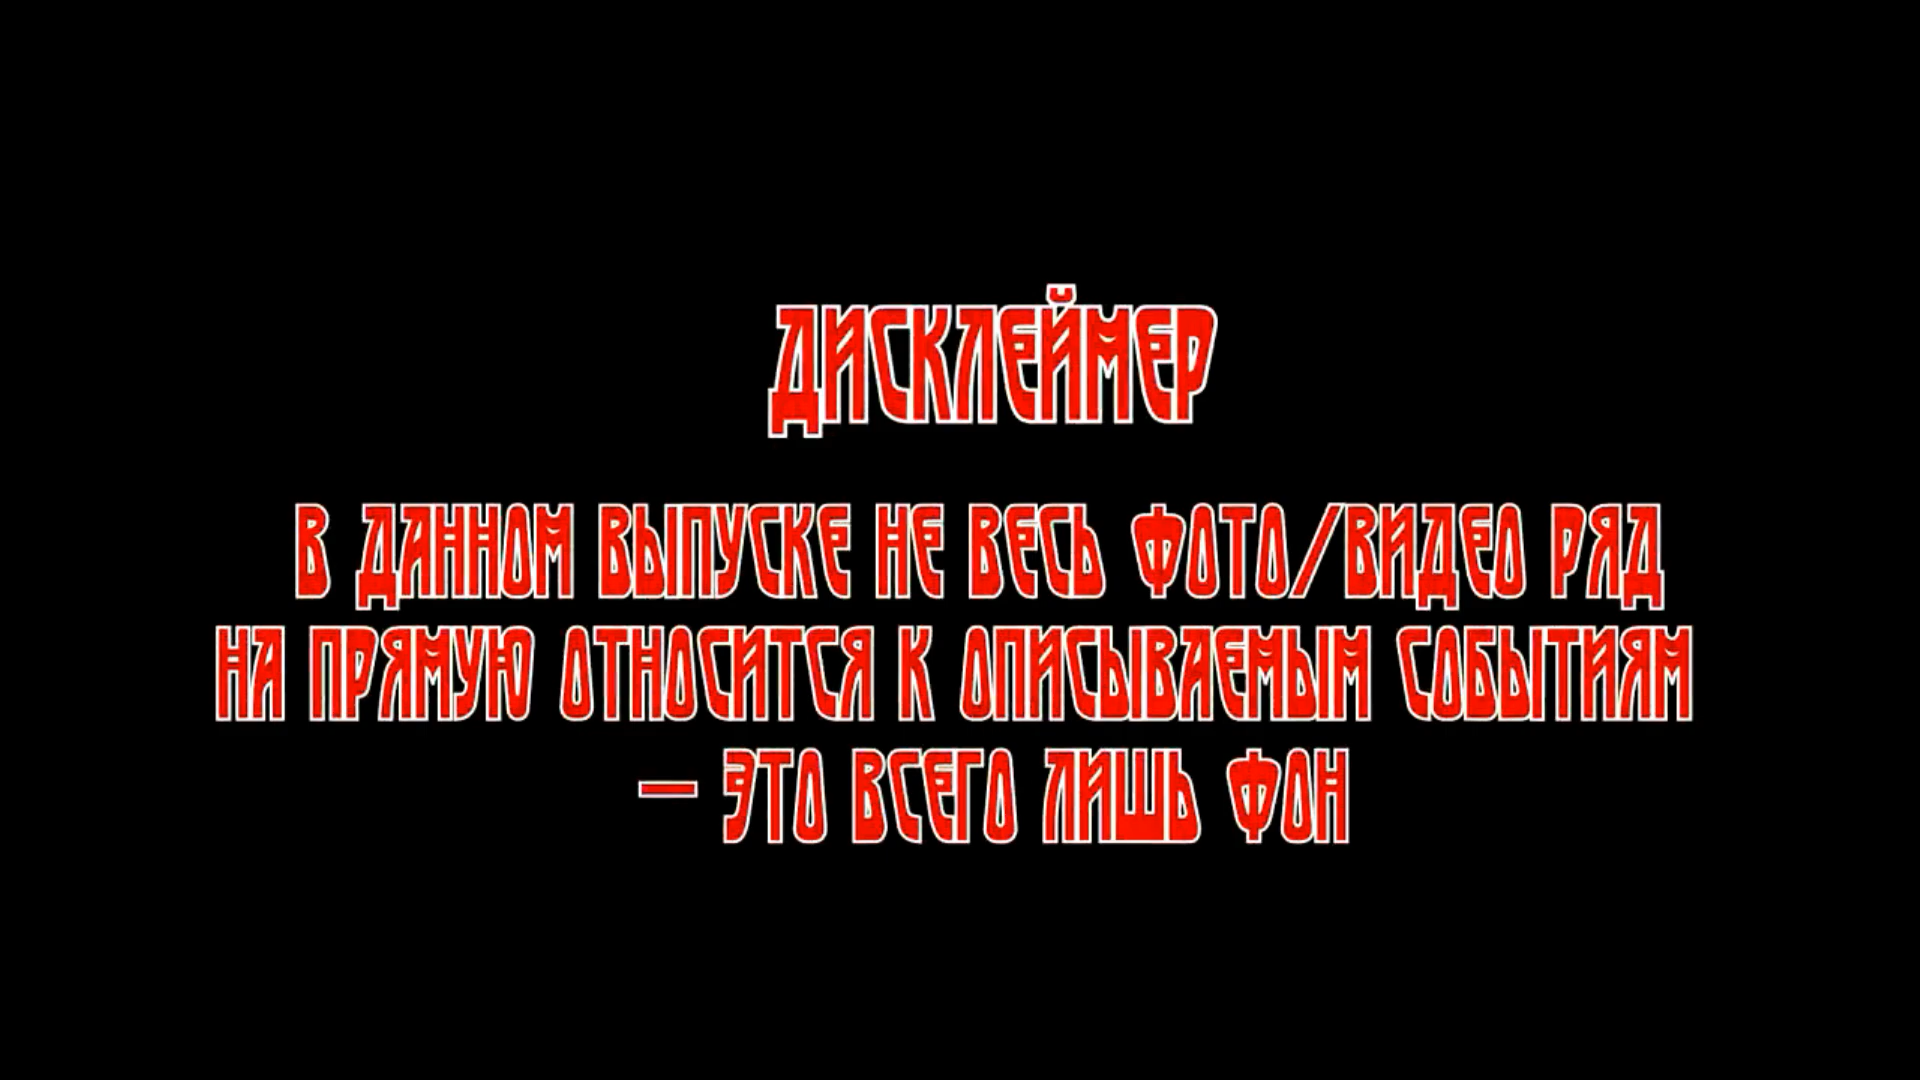 ДИСКЛЕЙМЕР
В ДАННОМ ВЫПУСКЕ НЕ ВЕСЬ ФОТО/ВИДЕО РЯД
НА ПРЯМУЮ ОТНОСИТСЯ К ОПИСЫВАЕМЫМ СОБЫТИЯМ
— ЭТО ВСЕГО ЛИШЬ ФОН